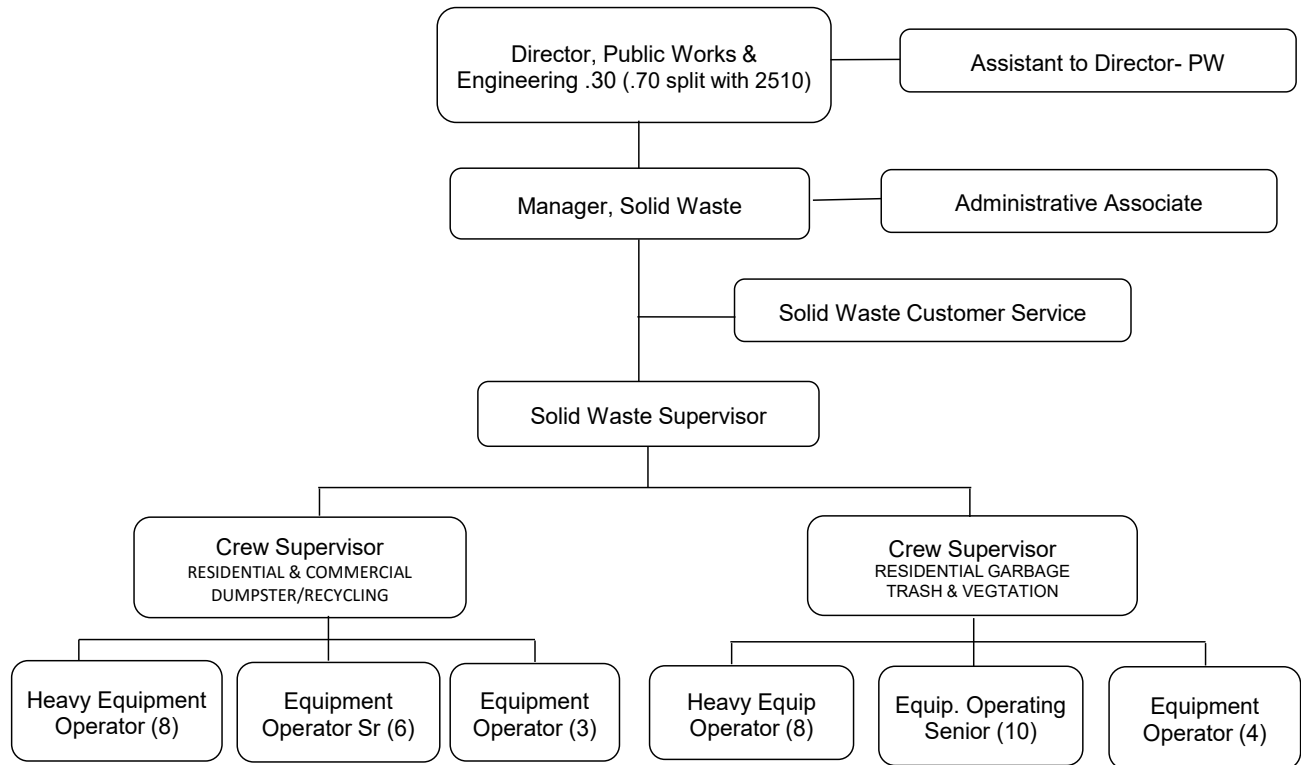 Director, Public Works &
Engineering .30 (.70 split with 2510)
Assistant to Director- PW
Manager, Solid Waste
Administrative Associate
Solid Waste Customer Service
Solid Waste Supervisor
Crew Supervisor
RESIDENTIAL & COMMERCIAL
DUMPSTER/RECYCLING
Crew Supervisor
RESIDENTIAL GARBAGE
TRASH & VEGTATION
Heavy Equipment
Operator (8)
Equipment
Operator Sr (6)
Equipment
Operator (3)
Heavy Equip
Operator (8)
Equip. Operating
Senior (10)
Equipment
Operator (4)